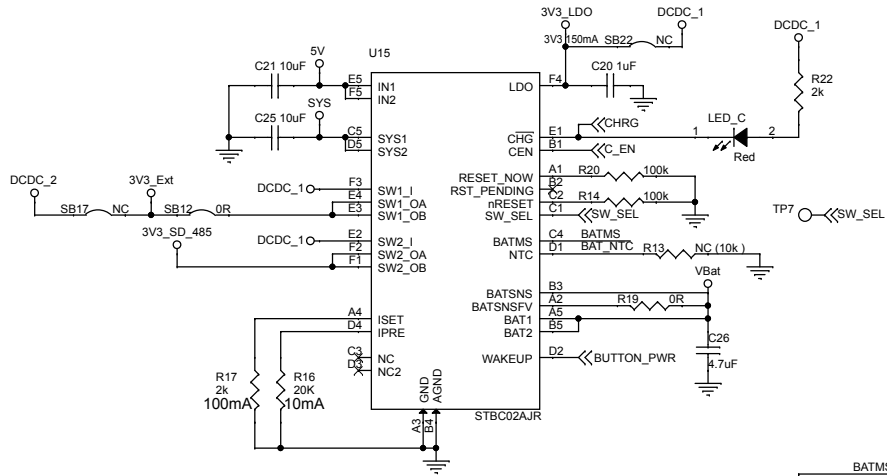 3V3_LDO
DCDC_1
DCDC_1
3V3 150mA
SB22
NC
U15
5V
C21 10uF
C20 1uF
R22
2k
E5
F5
IN1
IN2
LDO
F4
SYS
C25 10uF
C5
D5
SYS1
SYS2
CHG
CEN
E1
B1
CHRG
C_EN
1
LED_C
2
Red
DCDC_2
3V3_Ext
DCDC_1
F3
E4
E3
SW1_I
SW1_OA
SW1_OB
RESET_NOW
RST_PENDING
nRESET
SW_SEL
A1
B2
C2
C1
R20
100k
R14
100k
SW_SEL
TP7
SW_SEL
SB17
NC
SB12
0R
3V3_SD_485
DCDC_1
E2
F2
F1
SW2_I
SW2_OA
SW2_OB
BATMS
NTC
C4
D1
BATMS
BAT_NTC
R13
NC (10k )
VBat
BATSNS
BATSNSFV
BAT1
BAT2
B3
A2
A5
B5
R19
0R
C26
4.7uF
A4
D4
ISET
IPRE
C3
D3
NC
NC2
WAKEUP
D2
BUTTON_PWR
R17
2k
100mA
R16
20K
10mA
GND
AGND
A3
B4
STBC02AJR
BATMS